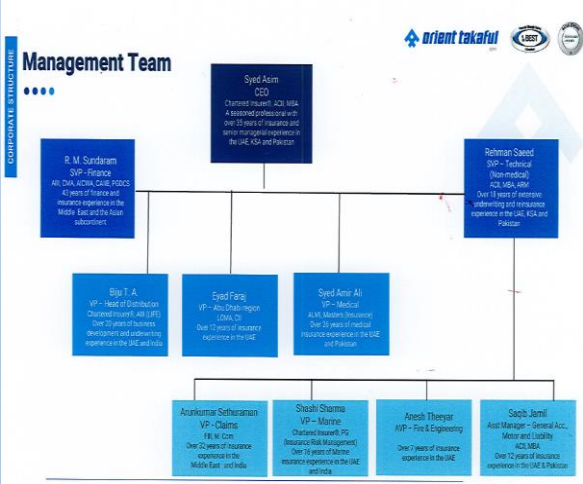 CORPORATE STRUCTURE
Management Team
orient takaful
BEST
Syed Asim
CEO
Chartered Insurer®, ACII, MBA
A seasoned professional with
over 35 years of insurance and
senior managerial experience in
the UAE, KSA and Pakistan
R. M. Sundaram
SVP - Finance
AIII, CMA, AICWA, CAIIB, PGDCS
43 years of finance and
insurance experience in the
Middle East and the Asian
subcontinent.
Rehman Saeed
SVP – Technical
(Non-medical)
ACII, MBA, ARM
Over 18 years of extensive
underwriting and reinsurance
experience in the UAE, KSA and
Pakistan
Biju T. A.
VP – Head of Distribution
Chartered Insurer®, AIII (LIFE)
Over 20 years of business
development and underwriting
experience in the UAE and India
Eyad Faraj
VP – Abu Dhabi region
LCMA, CII
Over 12 years of insurance
experience in the UAE
Syed Amir Ali
VP – Medical
ALMI, Masters (Insurance)
Over 26 years of medical
insurance experience in the UAE
and Pakistan
Arunkumar Setheraman
VP - Claims
FIII, M. Com
Over 32 years of insurance
experience in the
Middle East and India
Shashi Sharma
VP – Marine
Chartered Insurer®, PG
(Insurance Risk Management)
Over 16 years of Marine
insurance experience in the UAE
and India
Anesh Theeyar
AVP – Fire & Engineering
Over 7 years of insurance
experience in the UAE
Saqib Jamil
Asst Manager – General Acc.,
Motor and Liability
ACII, MBA
Over 12 years of insurance
experience in the UAE & Pakistan